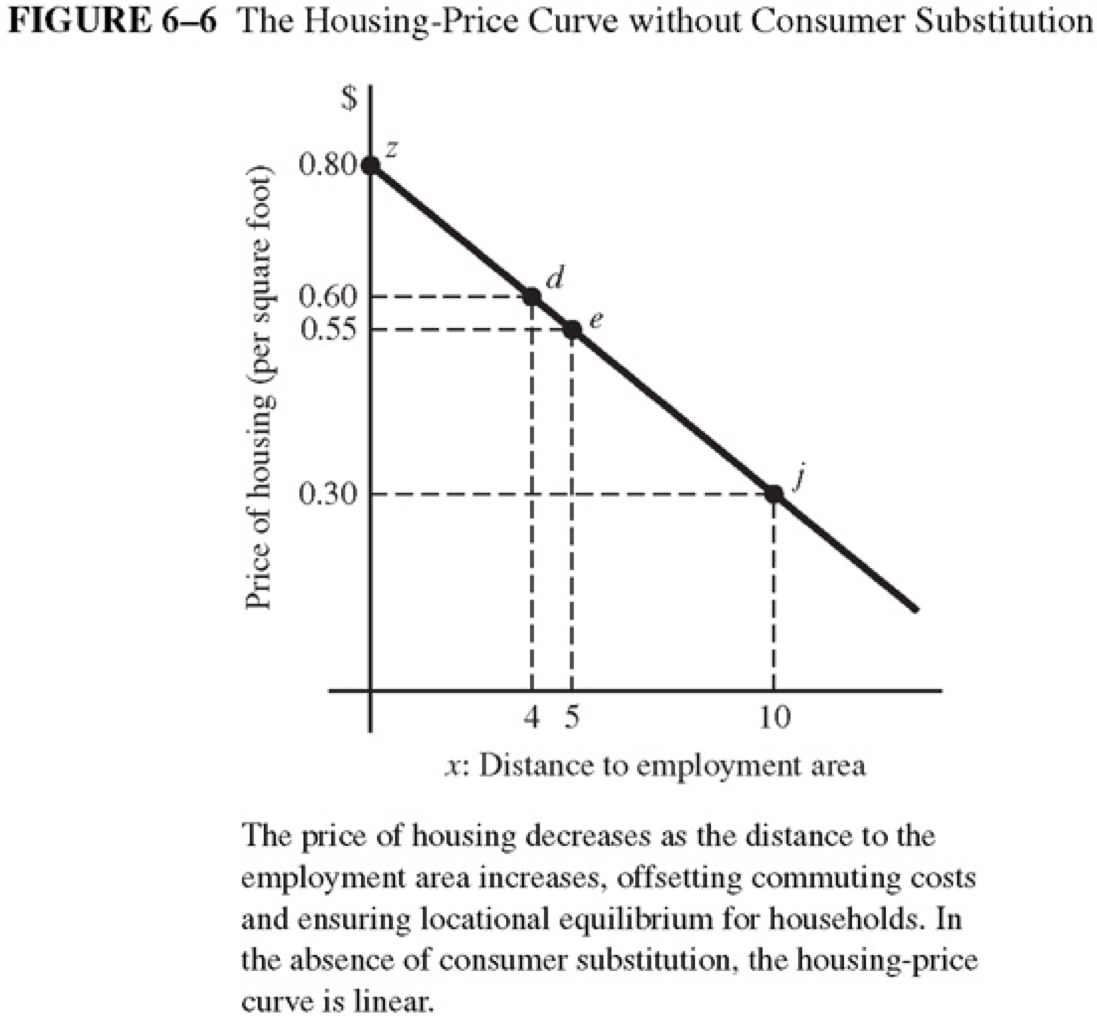 FIGURE 6–6 The Housing-Price Curve without Consumer Substitution
$
z
0.80
Price of housing (per square foot)
d
0.60
0.55
e
j
0.30
4 5 10
x: Distance to employment area
The price of housing decreases as the distance to the
employment area increases, offsetting commuting costs
and ensuring locational equilibrium for households. In
the absence of consumer substitution, the housing-price
curve is linear.